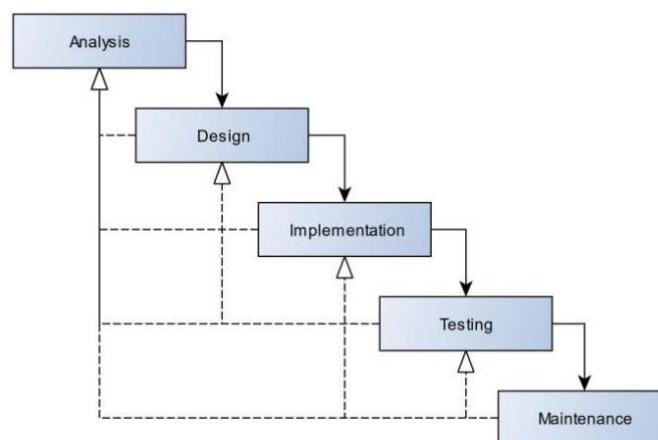 Analysis
Design
Implementation
Testing
Maintenance